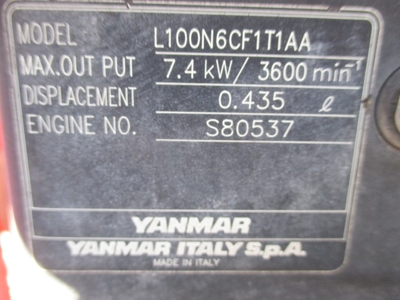 MODEL L100N6CF1T1AA
MAX.OUT PUT 7.4 kW/ 3600 min⁻¹
DISPLACEMENT 0.435 ℓ
ENGINE NO. S80537
YANMAR
YANMAR ITALY S.p.A.
MADE IN ITALY